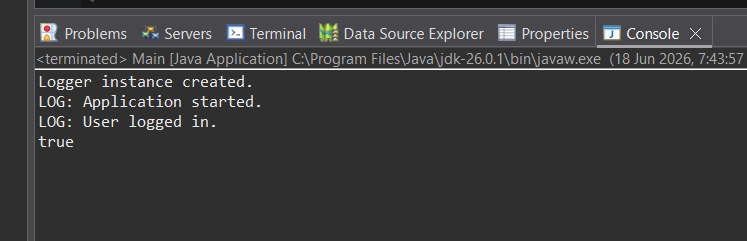 Problems Servers Terminal Data Source Explorer Properties Console
<terminated> Main [Java Application] C:\Program Files\Java\jdk-26.0.1\bin\javaw.exe (18 Jun 2026, 7:43:57
Logger instance created.
LOG: Application started.
LOG: User logged in.
true